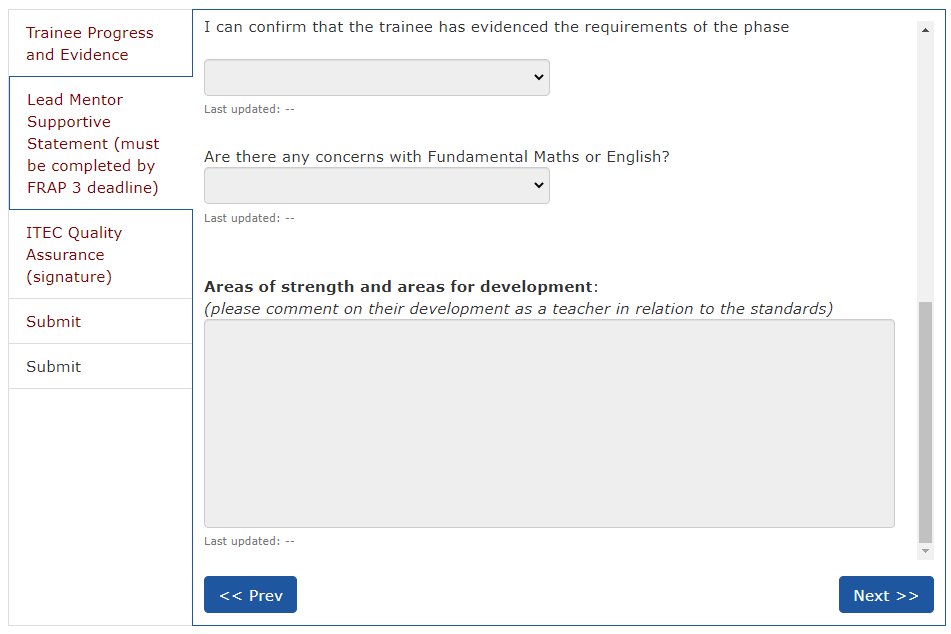 Trainee Progress
and Evidence
Lead Mentor
Supportive
Statement (must
be completed by
FRAP 3 deadline)
ITEC Quality
Assurance
(signature)
Submit
Submit
I can confirm that the trainee has evidenced the requirements of the phase
Last updated: --
Are there any concerns with Fundamental Maths or English?
Last updated: --
Areas of strength and areas for development:
(please comment on their development as a teacher in relation to the standards)
Last updated: --
<< Prev
Next >>